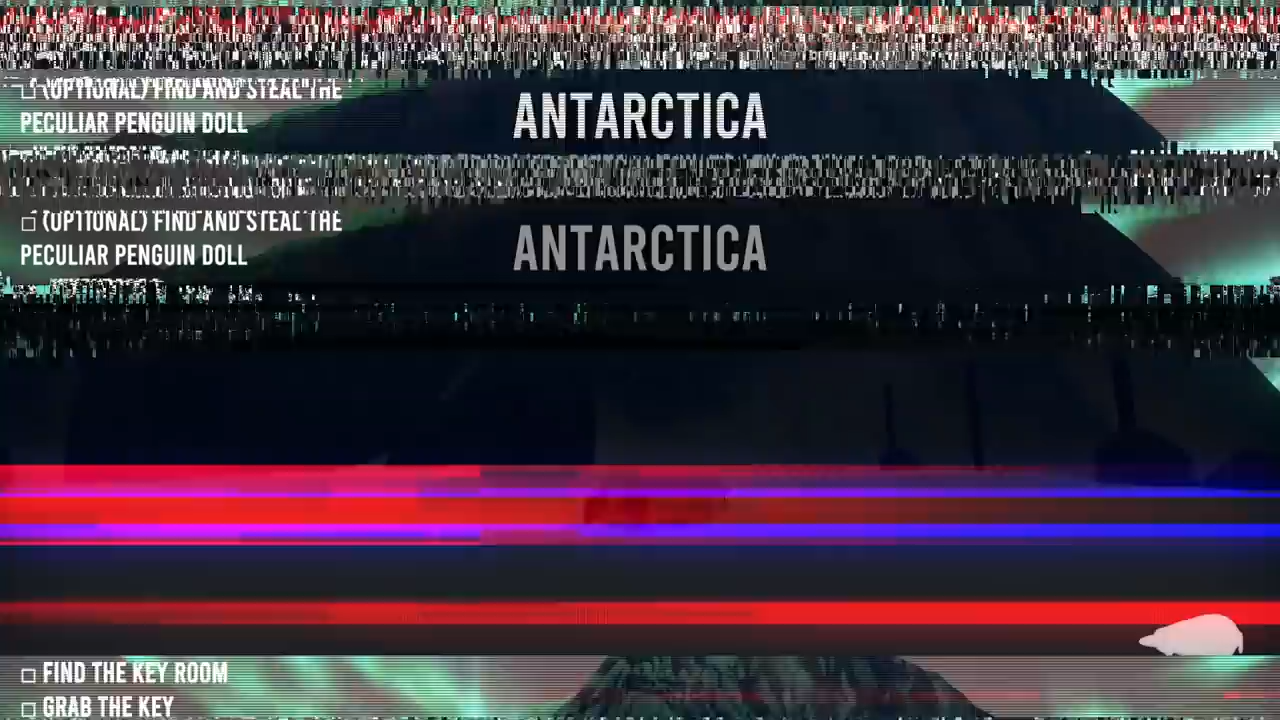 □ (OPTIONAL) FIND AND STEAL THE
PECULIAR PENGUIN DOLL
ANTARCTICA
□ (OPTIONAL) FIND AND STEAL THE
PECULIAR PENGUIN DOLL
ANTARCTICA
□ FIND THE KEY ROOM
□ GRAB THE KEY